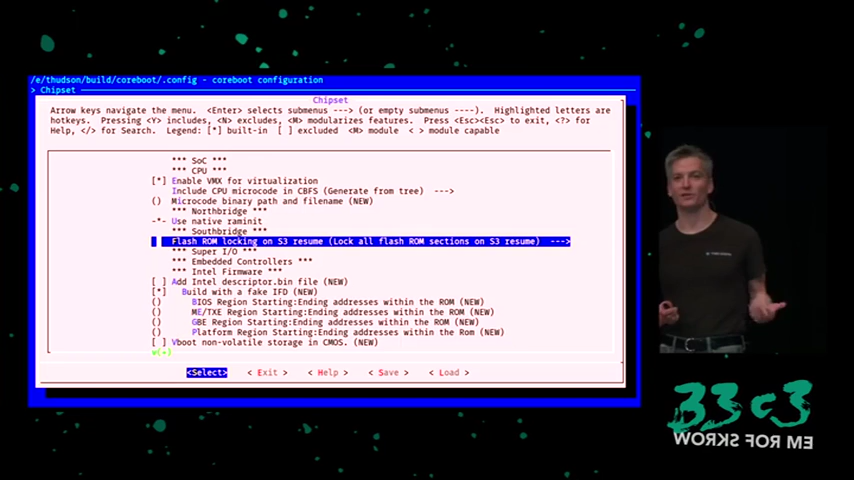 /e/thudson/build/coreboot/.config - coreboot configuration
> Chipset
Chipset
Arrow keys navigate the menu. <Enter> selects submenus ---> (or empty submenus ----). Highlighted letters are
hotkeys. Pressing <Y> includes, <N> excludes, <M> modularizes features. Press <Esc><Esc> to exit, <?> for
Help, </> for Search. Legend: [*] built-in [ ] excluded <M> module < > module capable
*** SoC ***
*** CPU ***
[*] Enable VMX for virtualization
Include CPU microcode in CBFS (Generate from tree) --->
() Microcode binary path and filename (NEW)
*** Northbridge ***
-*- Use native raminit
*** Southbridge ***
Flash ROM locking on S3 resume (Lock all flash ROM sections on S3 resume) --->
*** Super I/O ***
*** Embedded Controllers ***
*** Intel Firmware ***
[ ] Add Intel descriptor.bin file (NEW)
[*] Build with a fake IFD (NEW)
() BIOS Region Starting:Ending addresses within the ROM (NEW)
() ME/TXE Region Starting:Ending addresses within the ROM (NEW)
() GBE Region Starting:Ending addresses within the ROM (NEW)
() Platform Region Starting:Ending addresses within the Rom (NEW)
[ ] Vboot non-volatile storage in CMOS. (NEW)
<Select> < Exit > < Help > < Save > < Load >
33c3
WORKS FOR ME